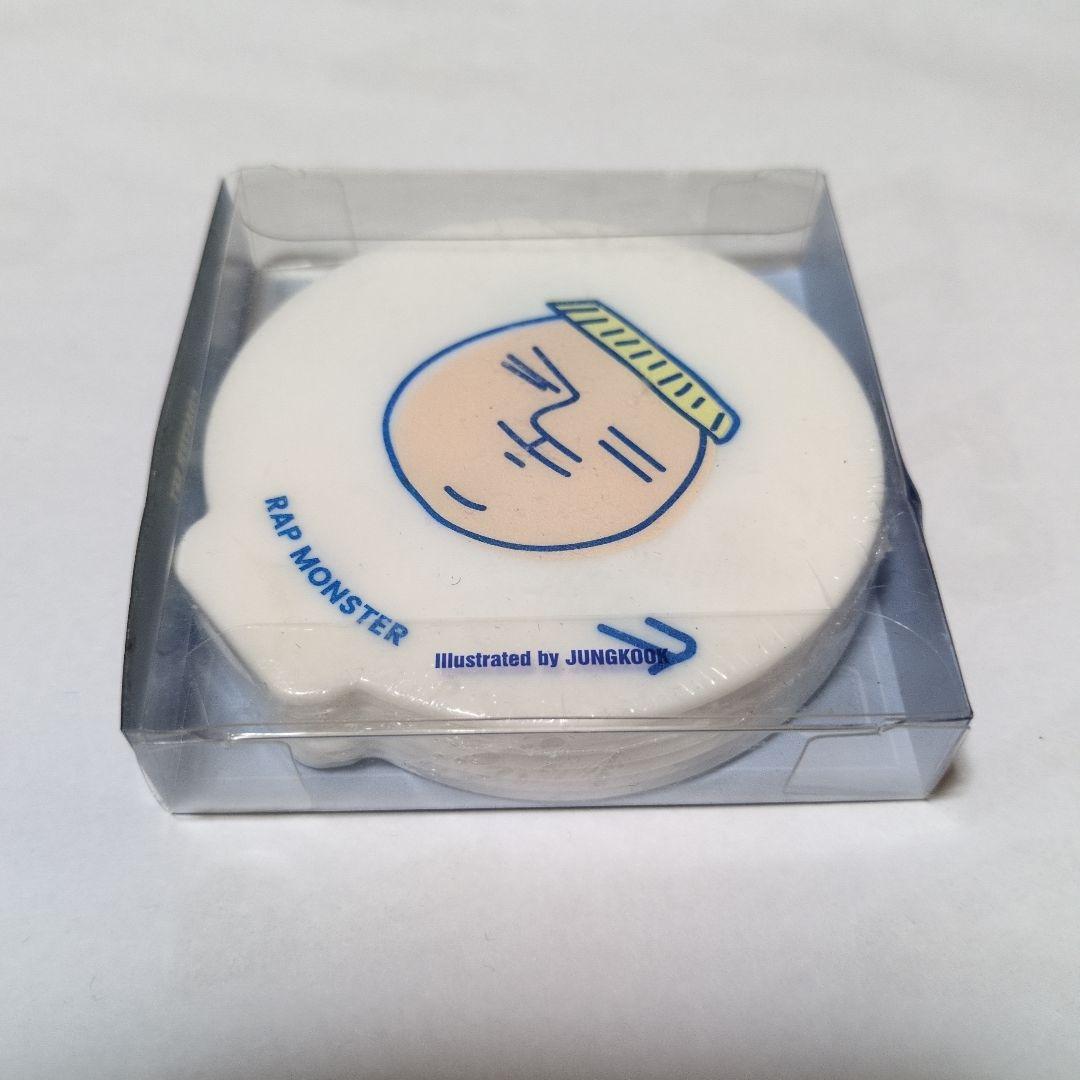 RAP MONSTER
Illustrated by JUNGKOOK